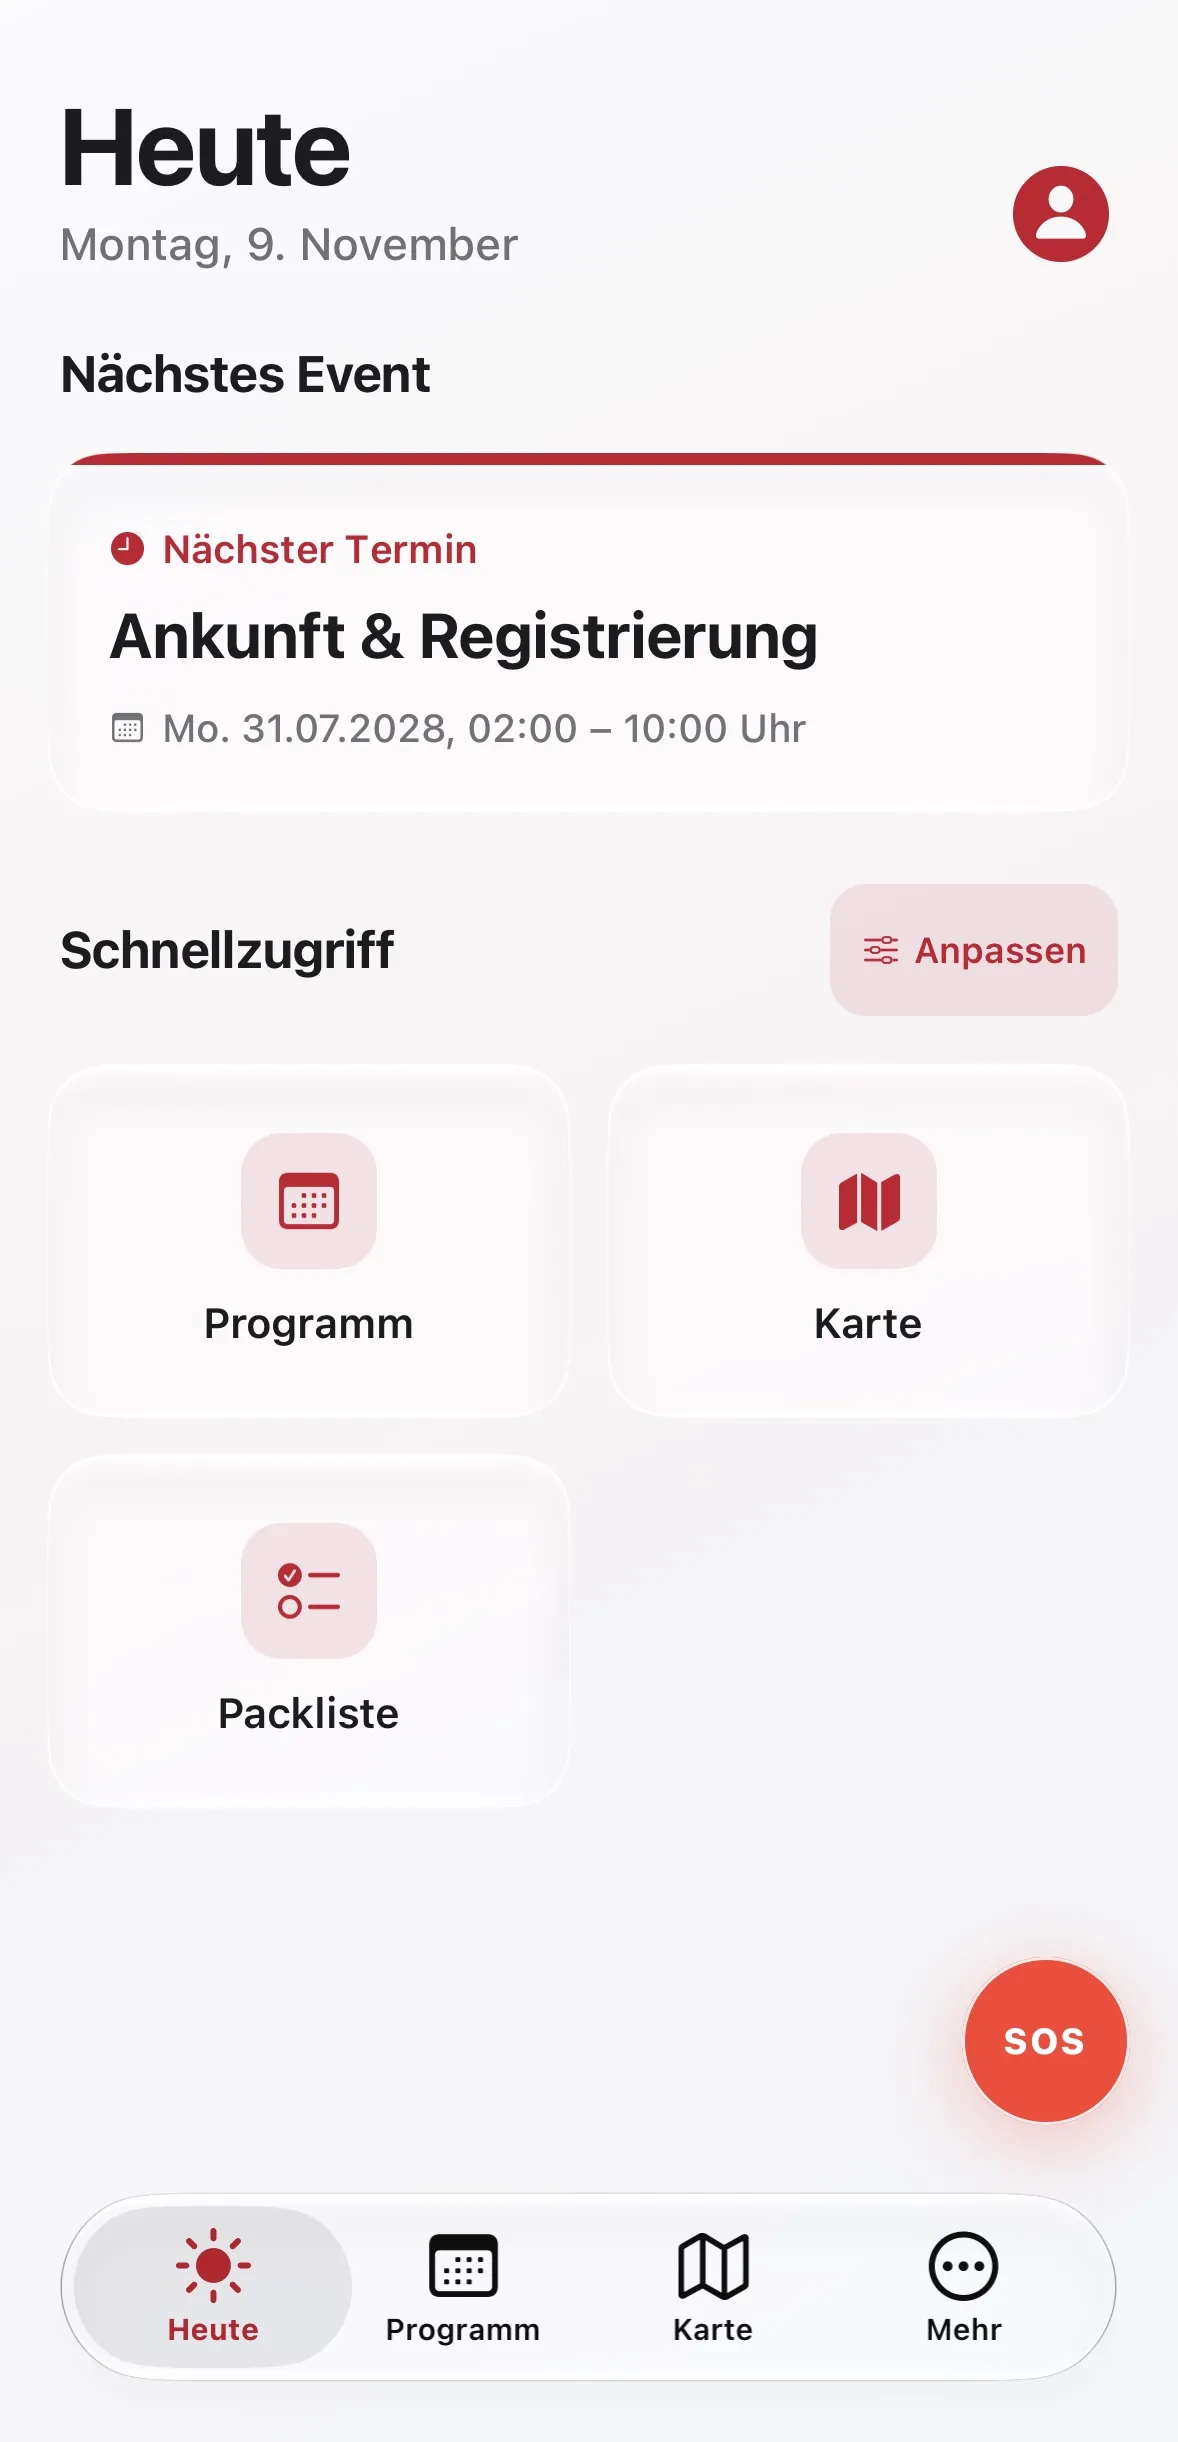 Heute
Montag, 9. November
Nächstes Event
Nächster Termin
Ankunft & Registrierung
Mo. 31.07.2028, 02:00 – 10:00 Uhr
Schnellzugriff
Anpassen
Programm
Karte
Packliste
SOS
Heute
Programm
Karte
Mehr